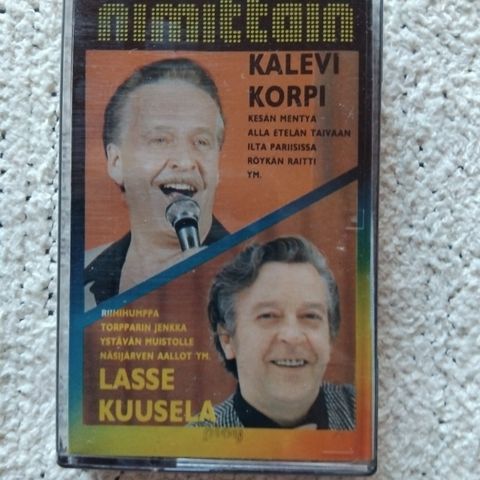 nimittain
KALEVI
KORPI
KESÄN MENTYÄ
ALLA ETELÄN TAIVAAN
ILTA PARIISISSA
RÖYKÄN RAITTI
YM.
RIIHIHUMPPA
TORPPARIN JENKKA
YSTÄVÄN MUISTOLLE
NÄSIJÄRVEN AALLOT YM.
LASSE
KUUSELA